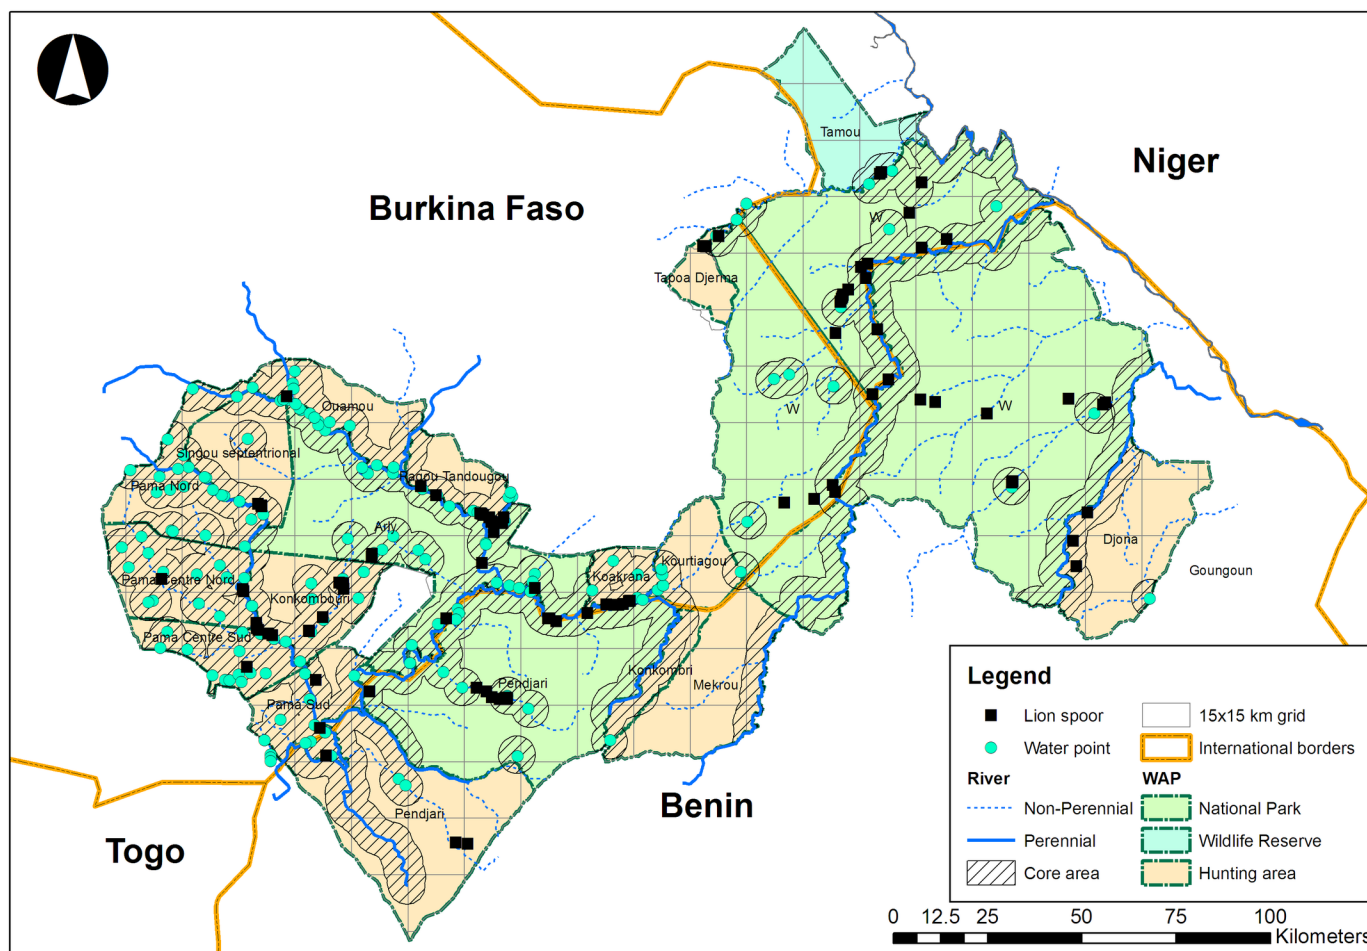 Niger
Tamou
Burkina Faso
W
Tapoa Djerma
Ouamou
W
W
Singou septentrional
Pagou Tandougou
Pama Nord
Arly
Djona
Kourtiagou
Goungoun
Koakrana
Pama Centre Nord
Konkombouri
Pama Centre Sud
Konkombri
Pendjari
Mekrou
Pama Sud
Benin
Pendjari
Togo
Legend
Lion spoor
15x15 km grid
Water point
International borders
River
WAP
Non-Perennial
National Park
Perennial
Wildlife Reserve
Core area
Hunting area
0 12.5 25 50 75 100
Kilometers